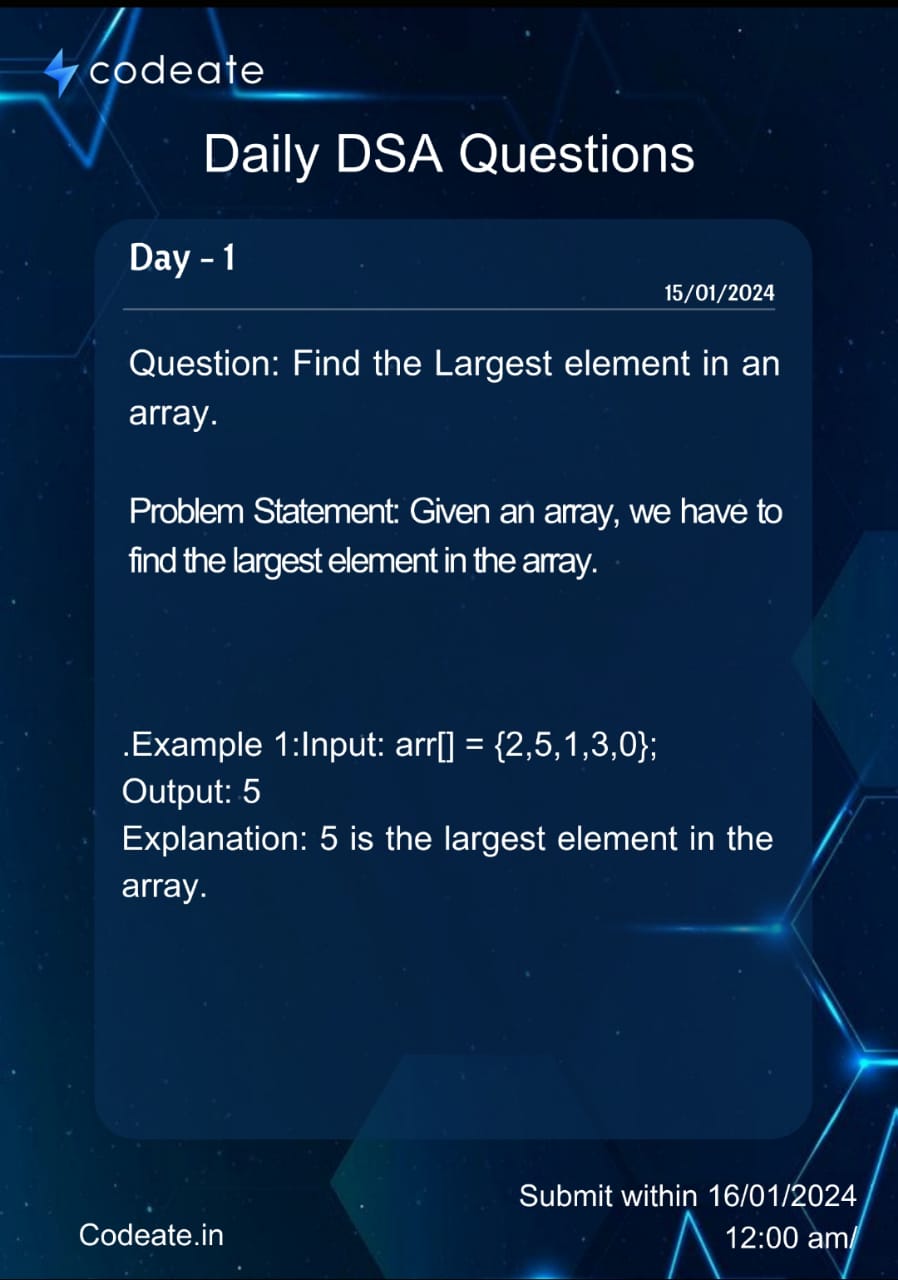 codeate
Daily DSA Questions
Day - 1
15/01/2024
Question: Find the Largest element in an
array.
Problem Statement: Given an array, we have to
find the largest element in the array.
.Example 1:Input: arr[] = {2,5,1,3,0};
Output: 5
Explanation: 5 is the largest element in the
array.
Submit within 16/01/2024
12:00 am/
Codeate.in